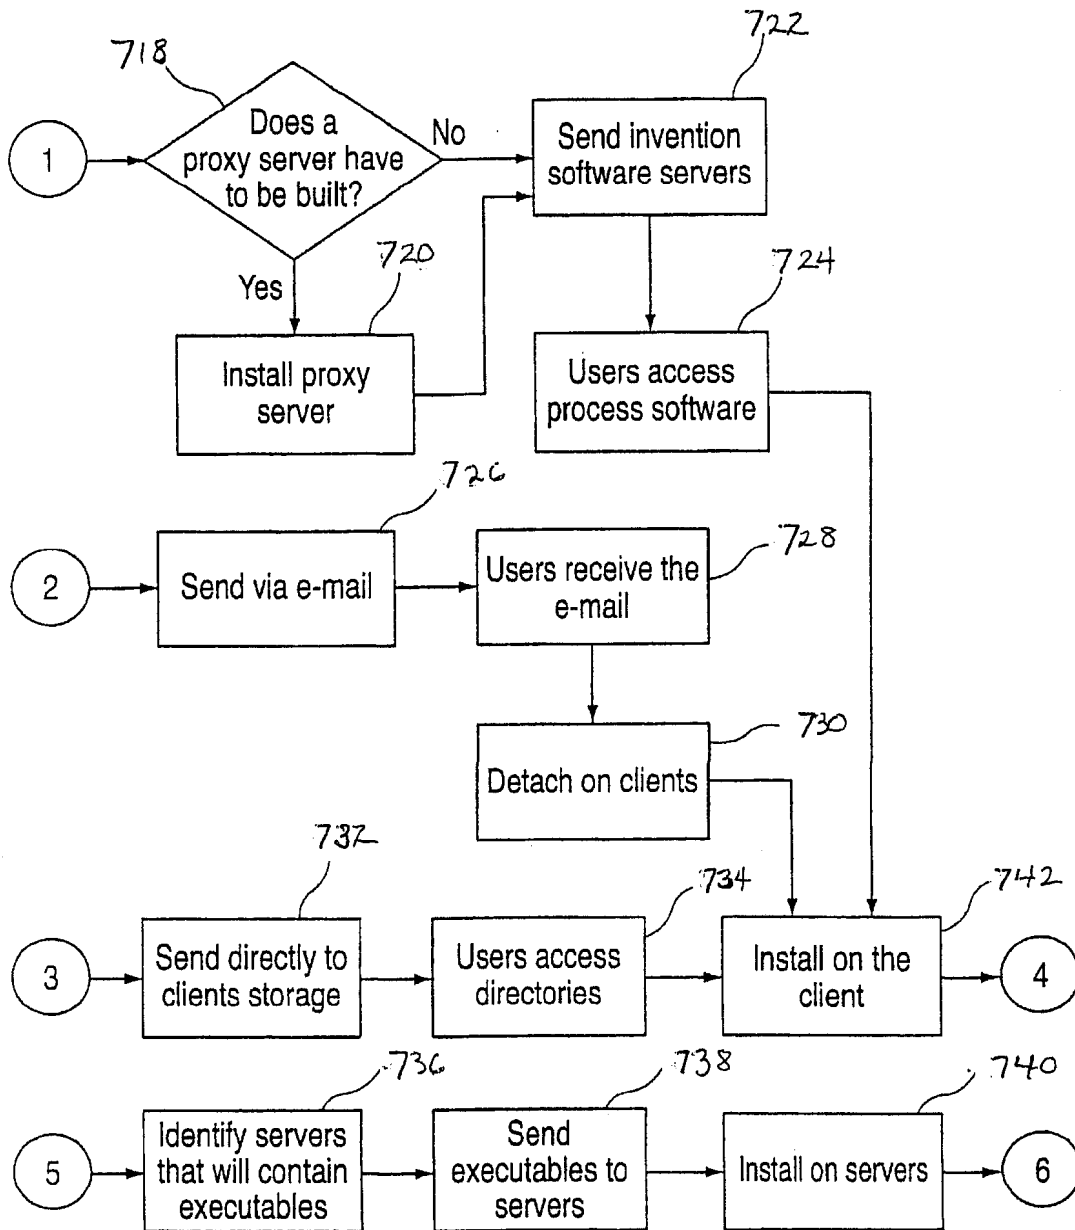 722
718
1
Does a
proxy server have
to be built?
No
Send invention
software servers
720
724
Yes
Install proxy
server
Users access
process software
726
728
2
Send via e-mail
Users receive the
e-mail
730
Detach on clients
732
734
742
3
Send directly to
clients storage
Users access
directories
Install on the
client
4
736
738
740
5
Identify servers
that will contain
executables
Send
executables to
servers
Install on servers
6